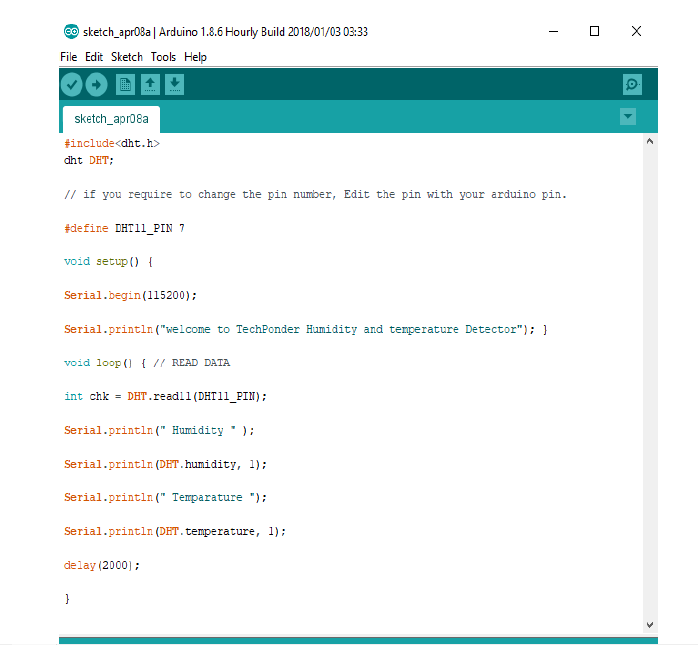 sketch_apr08a | Arduino 1.8.6 Hourly Build 2018/01/03 03:33
File Edit Sketch Tools Help
sketch_apr08a
#include<dht.h>
dht DHT;
// if you require to change the pin number, Edit the pin with your arduino pin.
#define DHT11_PIN 7
void setup() {
Serial.begin(115200);
Serial.println("welcome to TechPonder Humidity and temperature Detector"); }
void loop() { // READ DATA
int chk = DHT.read11(DHT11_PIN);
Serial.println(" Humidity " );
Serial.println(DHT.humidity, 1);
Serial.println(" Temparature ");
Serial.println(DHT.temperature, 1);
delay(2000);
}